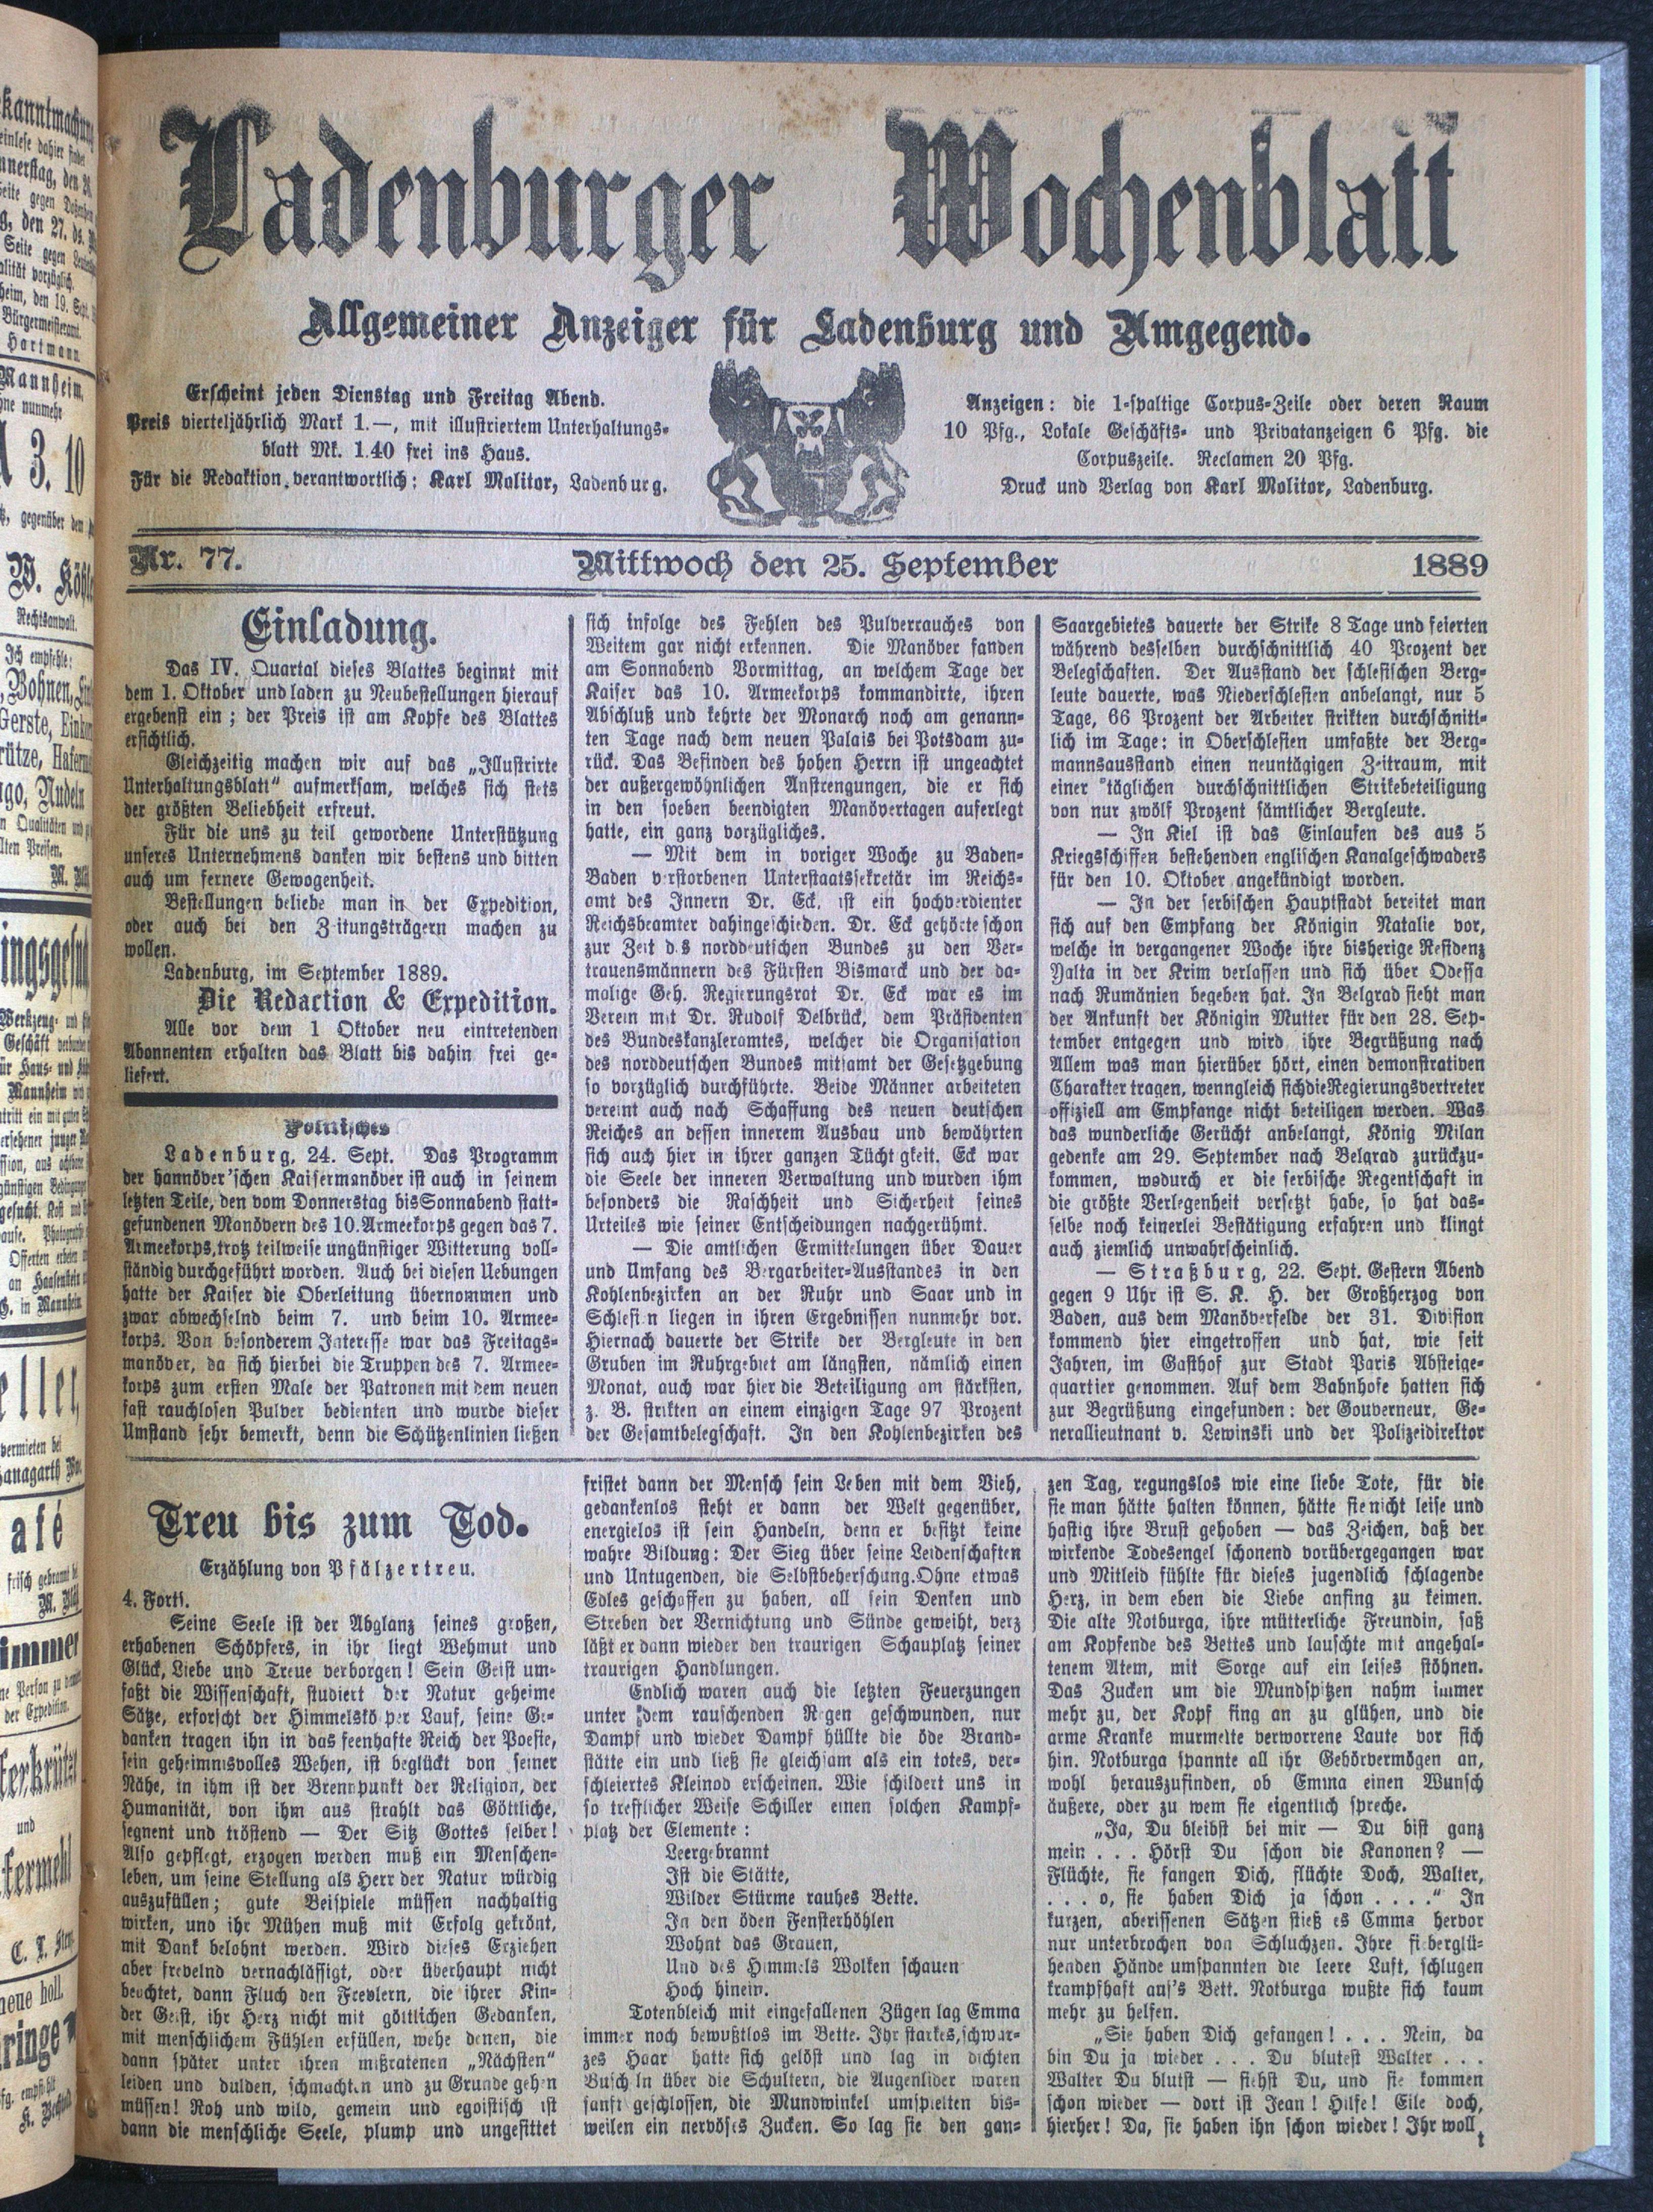 Ladenburger Wochenblatt
Allgemeiner Anzeiger für Ladenburg und Umgegend.
Erscheint jeden Dienstag und Freitag Abend.
Preis vierteljährlich Mark 1.—, mit illustriertem Unterhaltungs-
blatt Mk. 1.40 frei ins Haus.
Für die Redaktion verantwortlich: Karl Molitor, Ladenburg.
Anzeigen: die 1-spaltige Corpus-Zeile oder deren Raum
10 Pfg., Lokale Geschäfts- und Privatanzeigen 6 Pfg. die
Corpuszeile. Reclamen 20 Pfg.
Druck und Verlag von Karl Molitor, Ladenburg.
Nr. 77. Mittwoch den 25. September 1889
Einladung.
Das IV. Quartal dieses Blattes beginnt mit
dem 1. Oktober und laden zu Neubestellungen hierauf
ergebenst ein; der Preis ist am Kopfe des Blattes
ersichtlich.
Gleichzeitig machen wir auf das „Illustrirte
Unterhaltungsblatt“ aufmerksam, welches sich stets
der größten Beliebheit erfreut.
Für die uns zu teil gewordene Unterstützung
unseres Unternehmens danken wir bestens und bitten
auch um fernere Gewogenheit.
Bestellungen beliebe man in der Expedition,
oder auch bei den Zeitungsträgern machen zu
wollen.
Ladenburg, im September 1889.
Die Redaction & Expedition.
Alle vor dem 1 Oktober neu eintretenden
Abonnenten erhalten das Blatt bis dahin frei ge-
liefert.
Politisches
Ladenburg, 24. Sept. Das Programm
der hannöver'schen Kaisermanöver ist auch in seinem
letzten Teile, den vom Donnerstag bis Sonnabend statt-
gefundenen Manövern des 10. Armeekorps gegen das 7.
Armeekorps, trotz teilweise ungünstiger Witterung voll-
ständig durchgeführt worden. Auch bei diesen Uebungen
hatte der Kaiser die Oberleitung übernommen und
zwar abwechselnd beim 7. und beim 10. Armee-
korps. Von besonderem Interesse war das Freitags-
manöver, da sich hierbei die Truppen des 7. Armee-
korps zum ersten Male der Patronen mit dem neuen
fast rauchlosen Pulver bedienten und wurde dieser
Umstand sehr bemerkt, denn die Schützenlinien ließen
sich infolge des Fehlen des Pulverrauches von
Weitem gar nicht erkennen. Die Manöver fanden
am Sonnabend Vormittag, an welchem Tage der
Kaiser das 10. Armeekorps kommandirte, ihren
Abschluß und kehrte der Monarch noch am genann-
ten Tage nach dem neuen Palais bei Potsdam zu-
rück. Das Befinden des hohen Herrn ist ungeachtet
der außergewöhnlichen Anstrengungen, die er sich
in den soeben beendigten Manövertagen auferlegt
hatte, ein ganz vorzügliches.
— Mit dem in voriger Woche zu Baden-
Baden verstorbenen Unterstaatssekretär im Reichs-
amt des Innern Dr. Eck, ist ein hochverdienter
Reichsbeamter dahingeschieden. Dr. Eck gehörte schon
zur Zeit des norddeutschen Bundes zu den Ver-
trauensmännern des Fürsten Bismarck und der da-
malige Geh. Regierungsrat Dr. Eck war es im
Verein mit Dr. Rudolf Delbrück, dem Präsidenten
des Bundeskanzleramtes, welcher die Organisation
des norddeutschen Bundes mitsamt der Gesetzgebung
so vorzüglich durchführte. Beide Männer arbeiteten
vereint auch nach Schaffung des neuen deutschen
Reiches an dessen innerem Ausbau und bewährten
sich auch hier in ihrer ganzen Tüchtigkeit. Eck war
die Seele der inneren Verwaltung und wurden ihm
besonders die Raschheit und Sicherheit seines
Urteiles wie seiner Entscheidungen nachgerühmt.
— Die amtlichen Ermittelungen über Dauer
und Umfang des Bergarbeiter-Ausstandes in den
Kohlenbezirken an der Ruhr und Saar und in
Schlesien liegen in ihren Ergebnissen nunmehr vor.
Hiernach dauerte der Strike der Bergleute in den
Gruben im Ruhrgebiet am längsten, nämlich einen
Monat, auch war hier die Beteiligung am stärksten,
z. B. strikten an einem einzigen Tage 97 Prozent
der Gesamtbelegschaft. In den Kohlenbezirken des
Saargebietes dauerte der Strike 8 Tage und feierten
während desselben durchschnittlich 40 Prozent der
Belegschaften. Der Ausstand der schlesischen Berg-
leute dauerte, was Niederschlesien anbelangt, nur 5
Tage, 66 Prozent der Arbeiter strikten durchschnitt-
lich im Tage: in Oberschlesien umfaßte der Berg-
mannsausstand einen neuntägigen Zeitraum, mit
einer täglichen durchschnittlichen Strikebeteiligung
von nur zwölf Prozent sämtlicher Bergleute.
— In Kiel ist das Einlaufen des aus 5
Kriegsschiffen bestehenden englischen Kanalgeschwaders
für den 10. Oktober angekündigt worden.
— In der serbischen Hauptstadt bereitet man
sich auf den Empfang der Königin Natalie vor,
welche in vergangener Woche ihre bisherige Residenz
Yalta in der Krim verlassen und sich über Odessa
nach Rumänien begeben hat. In Belgrad sieht man
der Ankunft der Königin Mutter für den 28. Sep-
tember entgegen und wird ihre Begrüßung nach
Allem was man hierüber hört, einen demonstrativen
Charakter tragen, wenngleich sich die Regierungsvertreter
offiziell am Empfange nicht beteiligen werden. Was
das wunderliche Gerücht anbelangt, König Milan
gedenke am 29. September nach Belgrad zurückzu-
kommen, wodurch er die serbische Regentschaft in
die größte Verlegenheit versetzt habe, so hat das-
selbe noch keinerlei Bestätigung erfahren und klingt
auch ziemlich unwahrscheinlich.
— Straßburg, 22. Sept. Gestern Abend
gegen 9 Uhr ist S. K. H. der Großherzog von
Baden, aus dem Manöverfelde der 31. Division
kommend hier eingetroffen und hat, wie seit
Jahren, im Gasthof zur Stadt Paris Absteige-
quartier genommen. Auf dem Bahnhofe hatten sich
zur Begrüßung eingefunden: der Gouverneur, Ge-
nerallieutnant v. Lewinski und der Polizeidirektor
Treu bis zum Tod.
Erzählung von Pfälzertreu.
4. Forts.
Seine Seele ist der Abglanz seines großen,
erhabenen Schöpfers, in ihr liegt Wehmut und
Glück, Liebe und Treue verborgen! Sein Geist um-
faßt die Wissenschaft, studiert der Natur geheime
Sätze, erforscht der Himmelskörper Lauf, seine Ge-
danken tragen ihn in das feenhafte Reich der Poesie,
sein geheimnisvolles Wehen, ist beglückt von seiner
Nähe, in ihm ist der Brennpunkt der Religion, der
Humanität, von ihm aus strahlt das Göttliche,
segnent und tröstend — Der Sitz Gottes selber!
Also gepflegt, erzogen werden muß ein Menschen-
leben, um seine Stellung als Herr der Natur würdig
auszufüllen; gute Beispiele müssen nachhaltig
wirken, und ihr Mühen muß mit Erfolg gekrönt,
mit Dank belohnt werden. Wird dieses Erziehen
aber frevelnd vernachlässigt, oder überhaupt nicht
beachtet, dann Fluch den Frevlern, die ihrer Kin-
der Geist, ihr Herz nicht mit göttlichen Gedanken,
mit menschlichem Fühlen erfüllen, wehe denen, die
dann später unter ihren mißratenen „Nächsten“
leiden und dulden, schmachten und zu Grunde gehen
müssen! Roh und wild, gemein und egoistisch ist
dann die menschliche Seele, plump und ungesittet
fristet dann der Mensch sein Leben mit dem Vieh,
gedankenlos steht er dann der Welt gegenüber,
energielos ist sein Handeln, denn er besitzt keine
wahre Bildung: Der Sieg über seine Leidenschaften
und Untugenden, die Selbstbeherschung. Ohne etwas
Edles geschaffen zu haben, all sein Denken und
Streben der Vernichtung und Sünde geweiht, verz
läßt er dann wieder den traurigen Schauplatz seiner
traurigen Handlungen.
Endlich waren auch die letzten Feuerzungen
unter dem rauschenden Regen geschwunden, nur
Dampf und wieder Dampf hüllte die öde Brand-
stätte ein und ließ sie gleichsam als ein totes, ver-
schleiertes Kleinod erscheinen. Wie schildert uns in
so trefflicher Weise Schiller einen solchen Kampf-
platz der Elemente:
Leergebrannt
Ist die Stätte,
Wilder Stürme rauhes Bette.
In den öden Fensterhöhlen
Wohnt das Grauen,
Und des Himmels Wolken schauen
Hoch hinein.
Totenbleich mit eingefallenen Zügen lag Emma
immer noch bewußtlos im Bette. Ihr starkes, schwar-
zes Haar hatte sich gelöst und lag in dichten
Buscheln über die Schultern, die Augenlider waren
sanft geschlossen, die Mundwinkel umspielten bis-
weilen ein nervöses Zucken. So lag sie den gan-
zen Tag, regungslos wie eine liebe Tote, für die
sie man hätte halten können, hätte sie nicht leise und
hastig ihre Brust gehoben — das Zeichen, daß der
wirkende Todesengel schonend vorübergegangen war
und Mitleid fühlte für dieses jugendlich schlagende
Herz, in dem eben die Liebe anfing zu keimen.
Die alte Notburga, ihre mütterliche Freundin, saß
am Kopfende des Bettes und lauschte mit angehal-
tenem Atem, mit Sorge auf ein leises stöhnen.
Das Zucken um die Mundspitzen nahm immer
mehr zu, der Kopf fing an zu glühen, und die
arme Kranke murmelte verworrene Laute vor sich
hin. Notburga spannte all ihr Gehörvermögen an,
wohl herauszufinden, ob Emma einen Wunsch
äußere, oder zu wem sie eigentlich spreche.
„Ja, Du bleibst bei mir — Du bist ganz
mein . . . Hörst Du schon die Kanonen? —
Flüchte, sie fangen Dich, flüchte Doch, Walter,
. . . o, sie haben Dich ja schon . . . .“ In
kurzen, aberissenen Sätzen stieß es Emma hervor
nur unterbrochen von Schluchzen. Ihre fieberglü-
henden Hände umspannten die leere Luft, schlugen
krampfhaft auf's Bett. Notburga wußte sich kaum
mehr zu helfen.
„Sie haben Dich gefangen! . . . Nein, da
bin Du ja wieder . . . Du blutest Walter . . .
Walter Du blutst — siehst Du, und sie kommen
schon wieder — dort ist Jean! Hilfe! Eile doch,
hierher! Da, sie haben ihn schon wieder! Ihr wollt